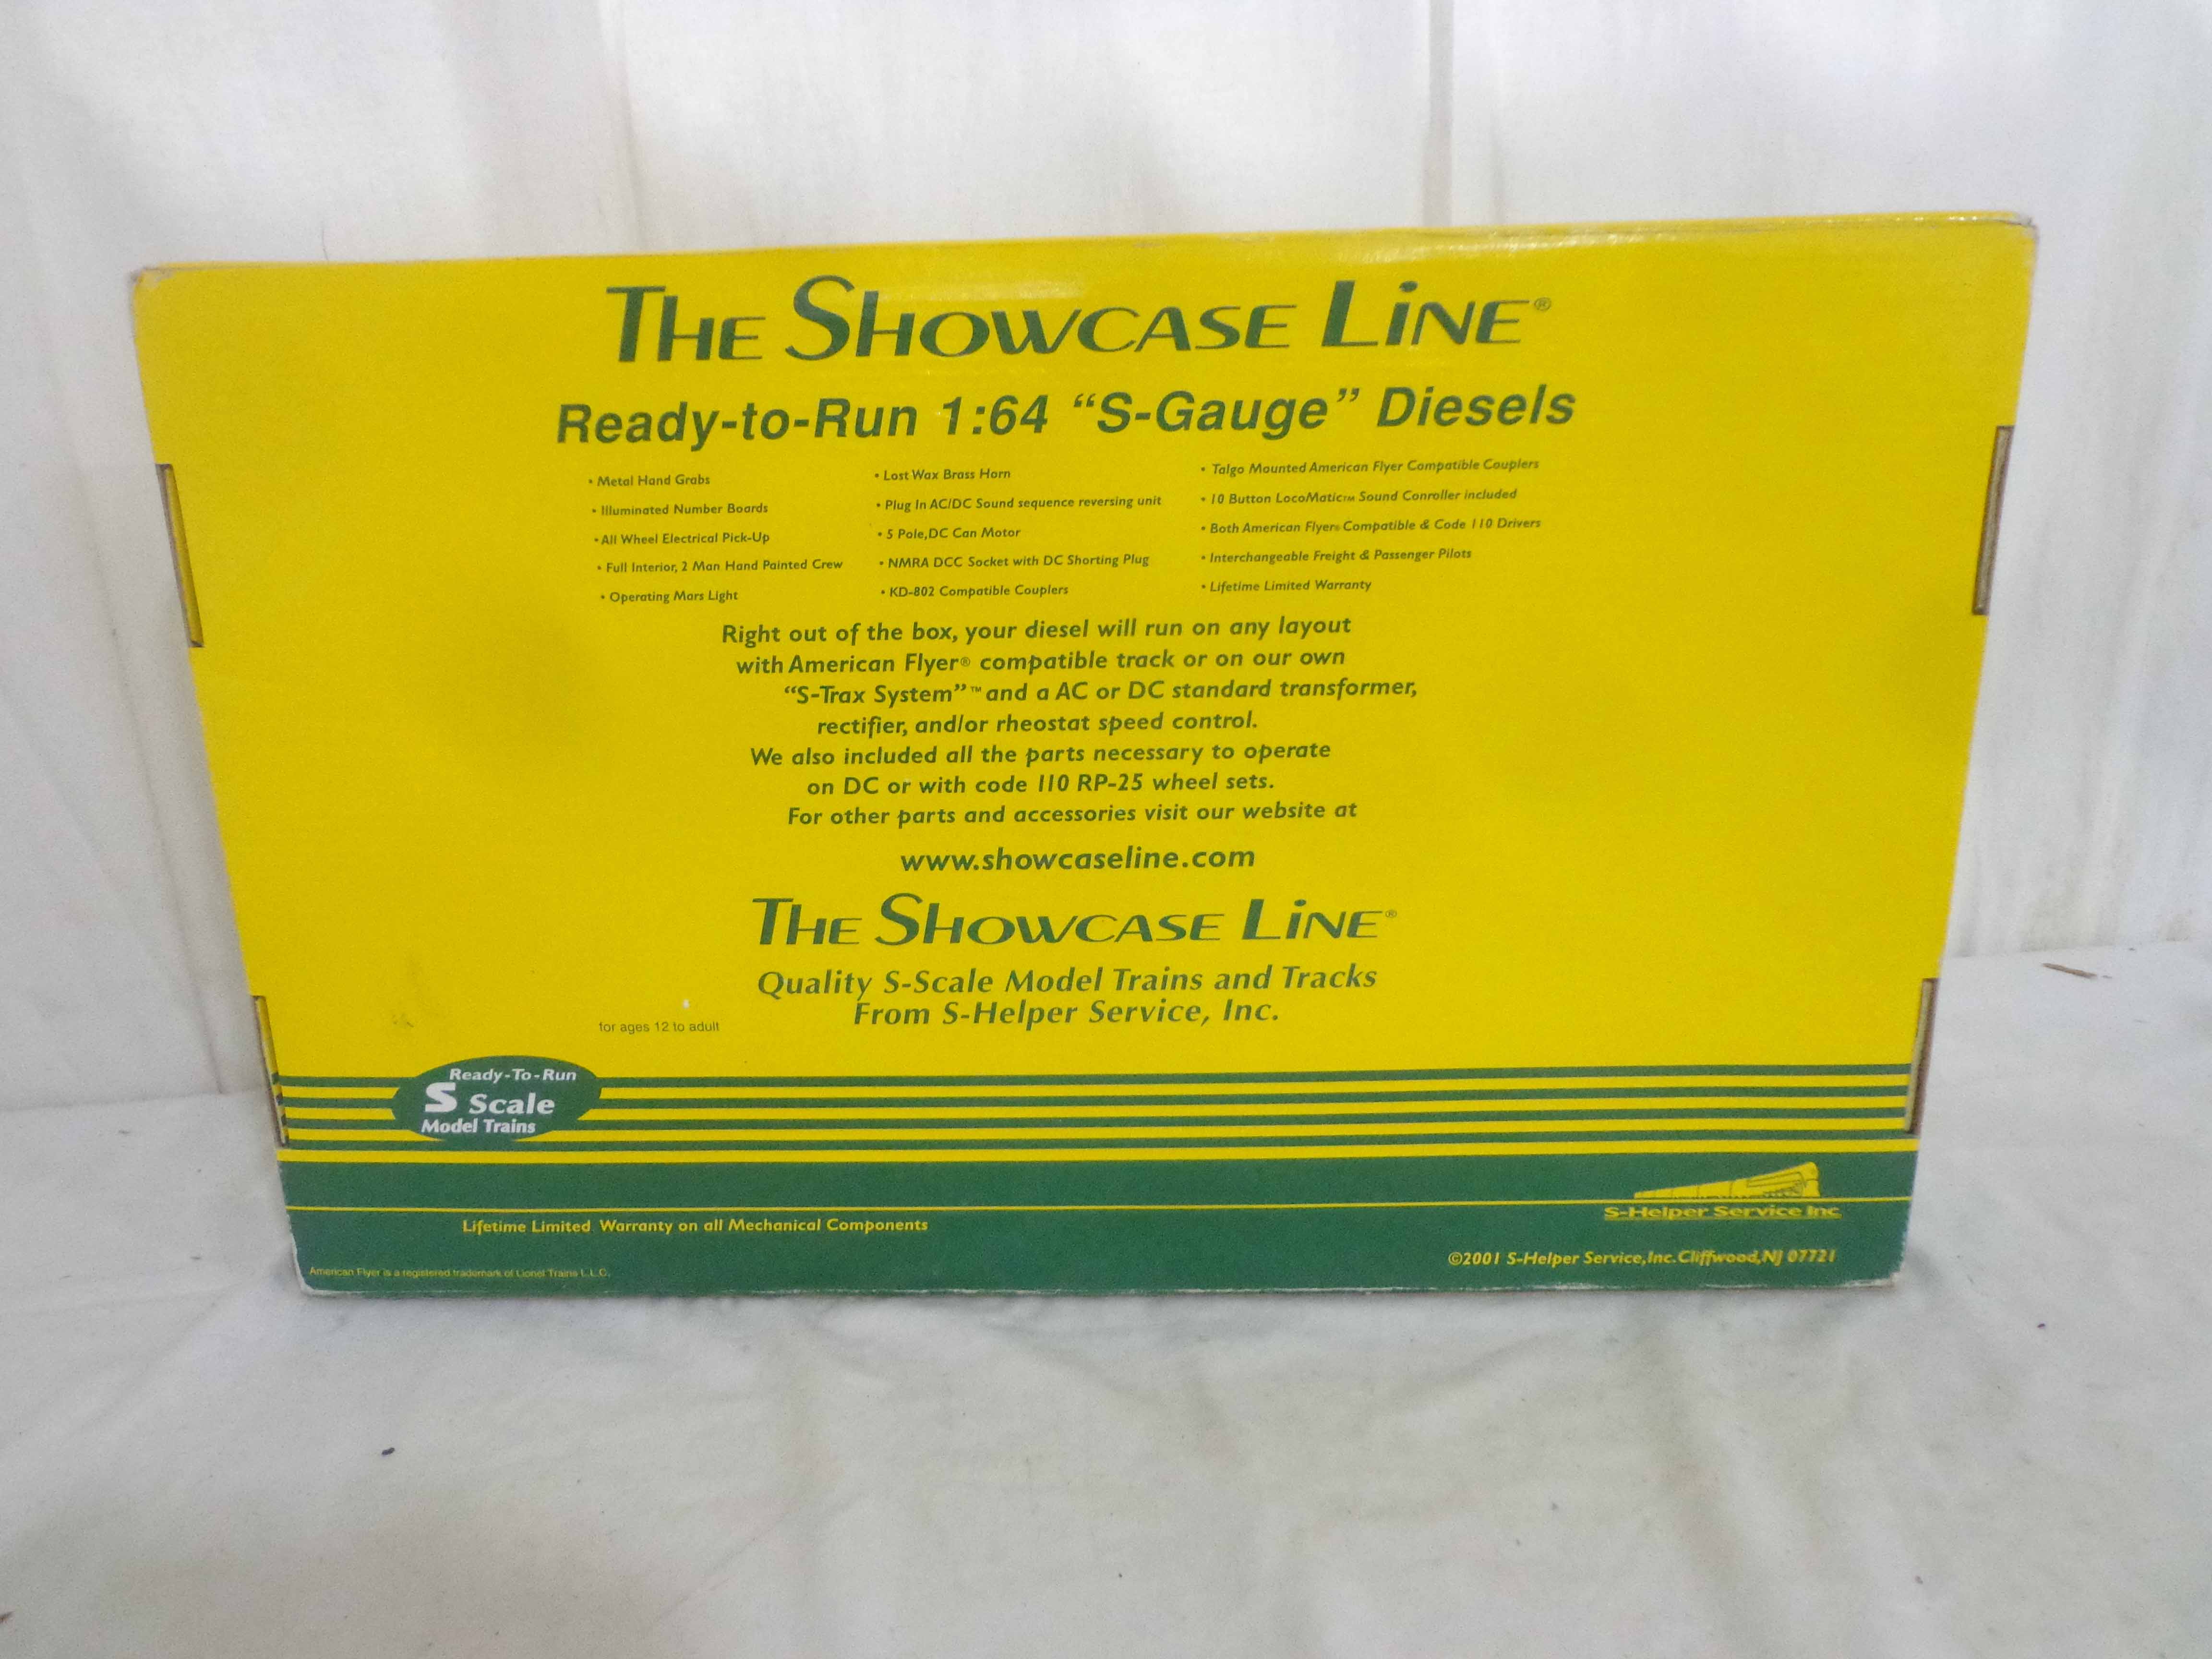 THE SHOWCASE LiNE®
Ready-to-Run 1:64 “S-Gauge” Diesels
• Metal Hand Grabs
• Illuminated Number Boards
• All Wheel Electrical Pick-Up
• Full Interior, 2 Man Hand Painted Crew
• Operating Mars Light
• Lost Wax Brass Horn
• Plug In AC/DC Sound sequence reversing unit
• 5 Pole,DC Can Motor
• NMRA DCC Socket with DC Shorting Plug
• KD-802 Compatible Couplers
• Talgo Mounted American Flyer Compatible Couplers
• 10 Button LocoMatic™ Sound Conroller included
• Both American Flyer® Compatible & Code 110 Drivers
• Interchangeable Freight & Passenger Pilots
• Lifetime Limited Warranty
Right out of the box, your diesel will run on any layout
with American Flyer® compatible track or on our own
“S-Trax System”™ and a AC or DC standard transformer,
rectifier, and/or rheostat speed control.
We also included all the parts necessary to operate
on DC or with code 110 RP-25 wheel sets.
For other parts and accessories visit our website at
www.showcaseline.com
THE SHOWCASE LiNE®
Quality S-Scale Model Trains and Tracks
From S-Helper Service, Inc.
for ages 12 to adult
Ready-To-Run
S Scale
Model Trains
S-Helper Service Inc
Lifetime Limited Warranty on all Mechanical Components
©2001 S-Helper Service,Inc.Cliffwood,NJ 07721
American Flyer is a registered trademark of Lionel Trains L.L.C.